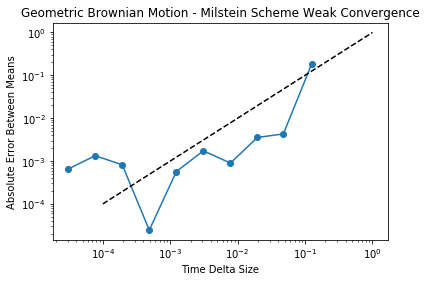 Geometric Brownian Motion - Milstein Scheme Weak Convergence
Absolute Error Between Means
10⁰
10⁻¹
10⁻²
10⁻³
10⁻⁴
10⁻⁴ 10⁻³ 10⁻² 10⁻¹ 10⁰
Time Delta Size